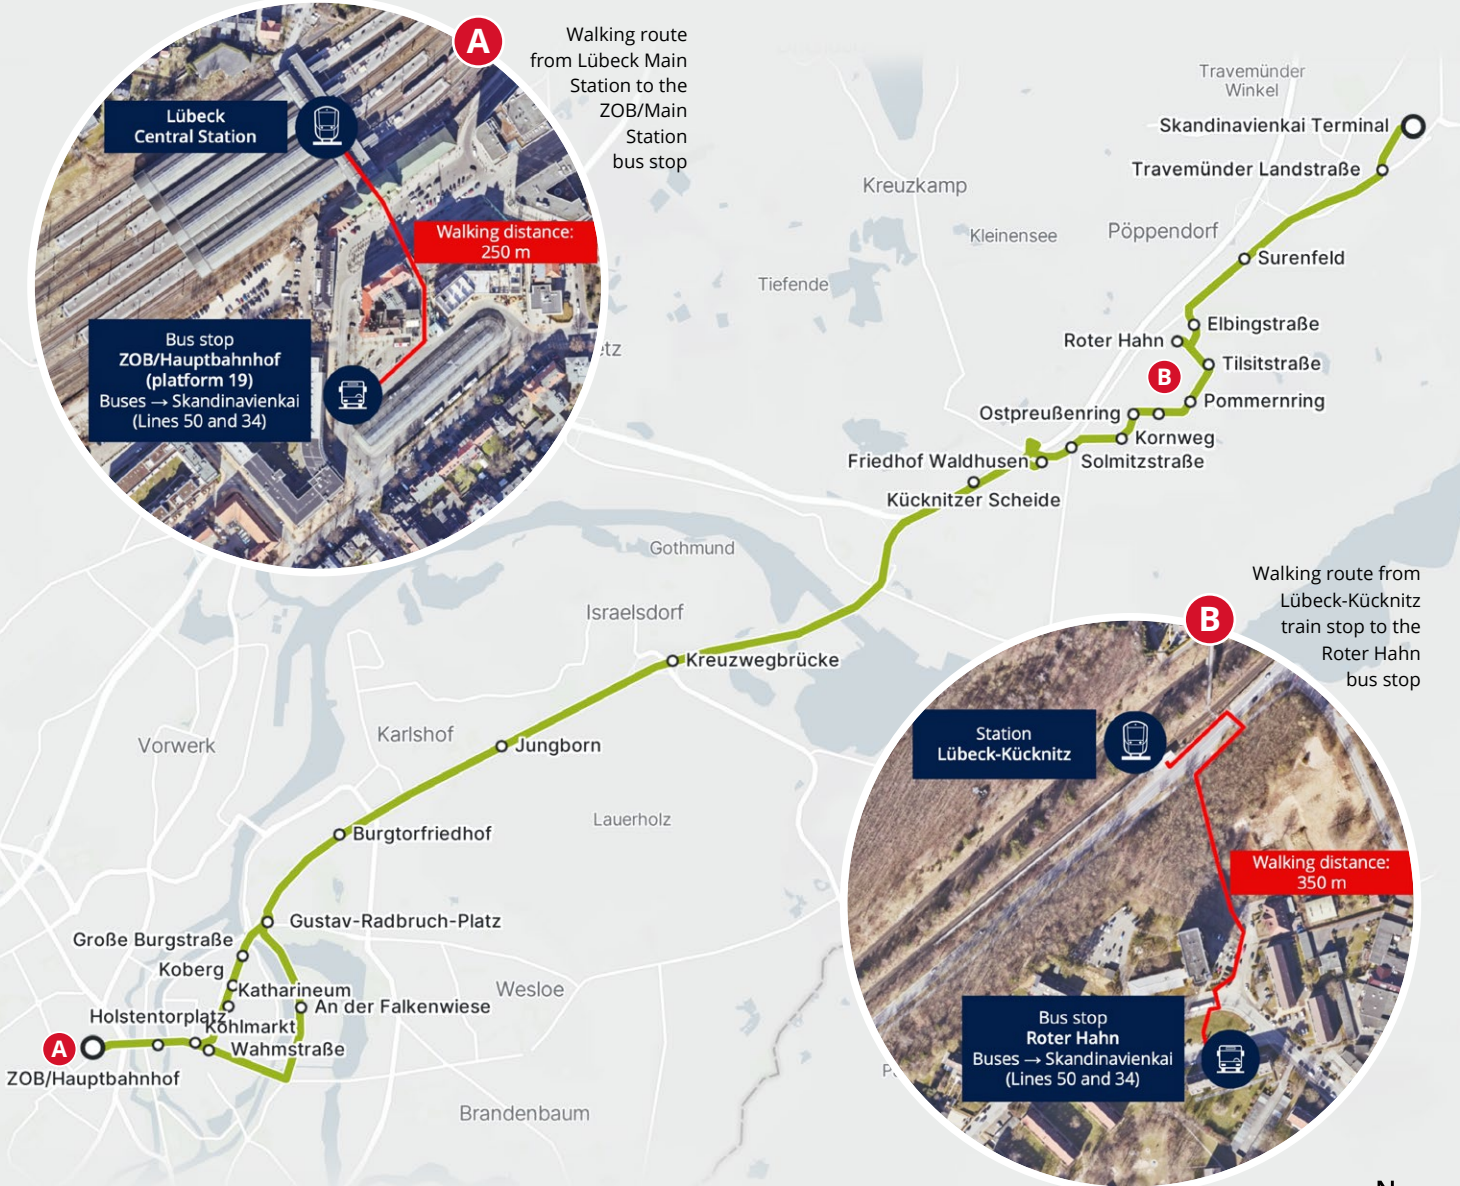 A
Walking route
from Lübeck Main
Station to the
ZOB/Main
Station
bus stop
Lübeck
Central Station
Walking distance:
250 m
Bus stop
ZOB/Hauptbahnhof
(platform 19)
Buses → Skandinavienkai
(Lines 50 and 34)
Travemünder
Winkel
Skandinavienkai Terminal
Travemünder Landstraße
Kreuzkamp
Kleinensee
Pöppendorf
Surenfeld
Tiefende
Elbingstraße
Roter Hahn
etz
Tilsitstraße
B
Pommernring
Ostpreußenring
Kornweg
Friedhof Waldhusen
Solmitzstraße
Kücknitzer Scheide
Gothmund
Israelsdorf
Kreuzwegbrücke
Karlshof
Vorwerk
Jungborn
Lauerholz
Burgtorfriedhof
Gustav-Radbruch-Platz
Große Burgstraße
Koberg
Katharineum
Wesloe
An der Falkenwiese
Holstentorplatz
Kohlmarkt
A
Wahmstraße
ZOB/Hauptbahnhof
Brandenbaum
B
Walking route from
Lübeck-Kücknitz
train stop to the
Roter Hahn
bus stop
Station
Lübeck-Kücknitz
Walking distance:
350 m
Bus stop
Roter Hahn
Buses → Skandinavienkai
(Lines 50 and 34)